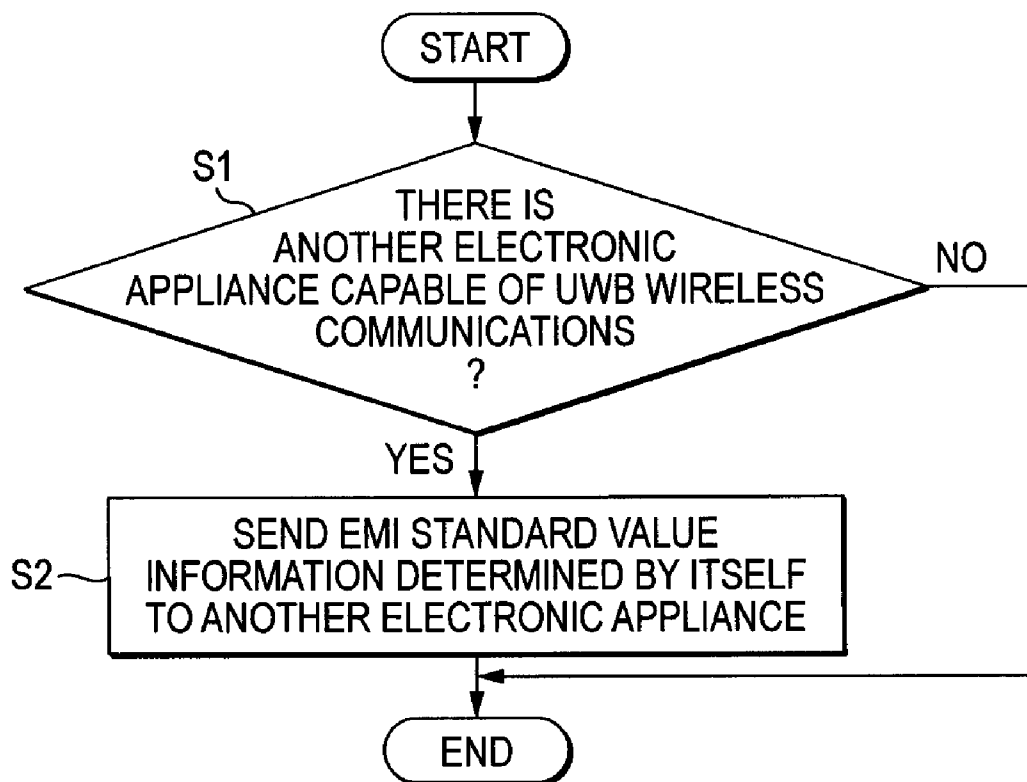 START
S1
THERE IS
ANOTHER ELECTRONIC
APPLIANCE CAPABLE OF UWB WIRELESS
COMMUNICATIONS
?
NO
YES
S2
SEND EMI STANDARD VALUE
INFORMATION DETERMINED BY ITSELF
TO ANOTHER ELECTRONIC APPLIANCE
END